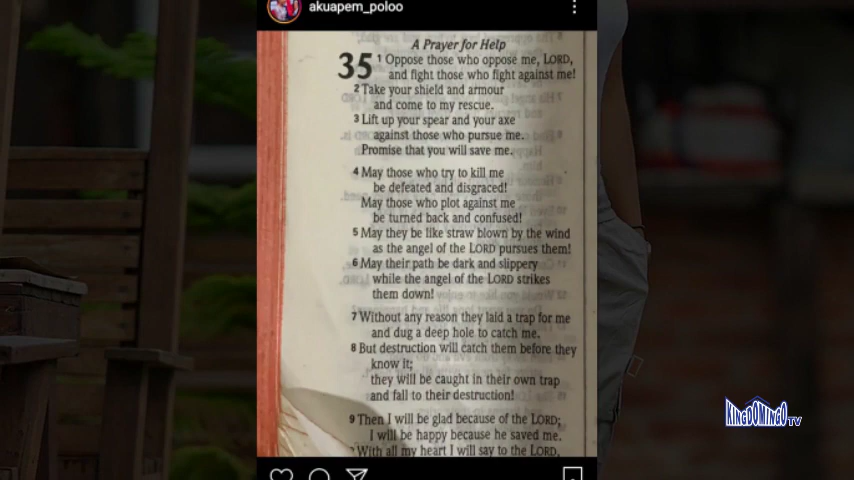 akuapem_poloo
A Prayer for Help
35 1 Oppose those who oppose me, LORD,
and fight those who fight against me!
2 Take your shield and armour
and come to my rescue.
3 Lift up your spear and your axe
against those who pursue me.
Promise that you will save me.
4 May those who try to kill me
be defeated and disgraced!
May those who plot against me
be turned back and confused!
5 May they be like straw blown by the wind
as the angel of the LORD pursues them!
6 May their path be dark and slippery
while the angel of the LORD strikes
them down!
7 Without any reason they laid a trap for me
and dug a deep hole to catch me.
8 But destruction will catch them before they
know it;
they will be caught in their own trap
and fall to their destruction!
9 Then I will be glad because of the LORD;
I will be happy because he saved me.
With all my heart I will say to the LORD,
KINGDOMINGO TV